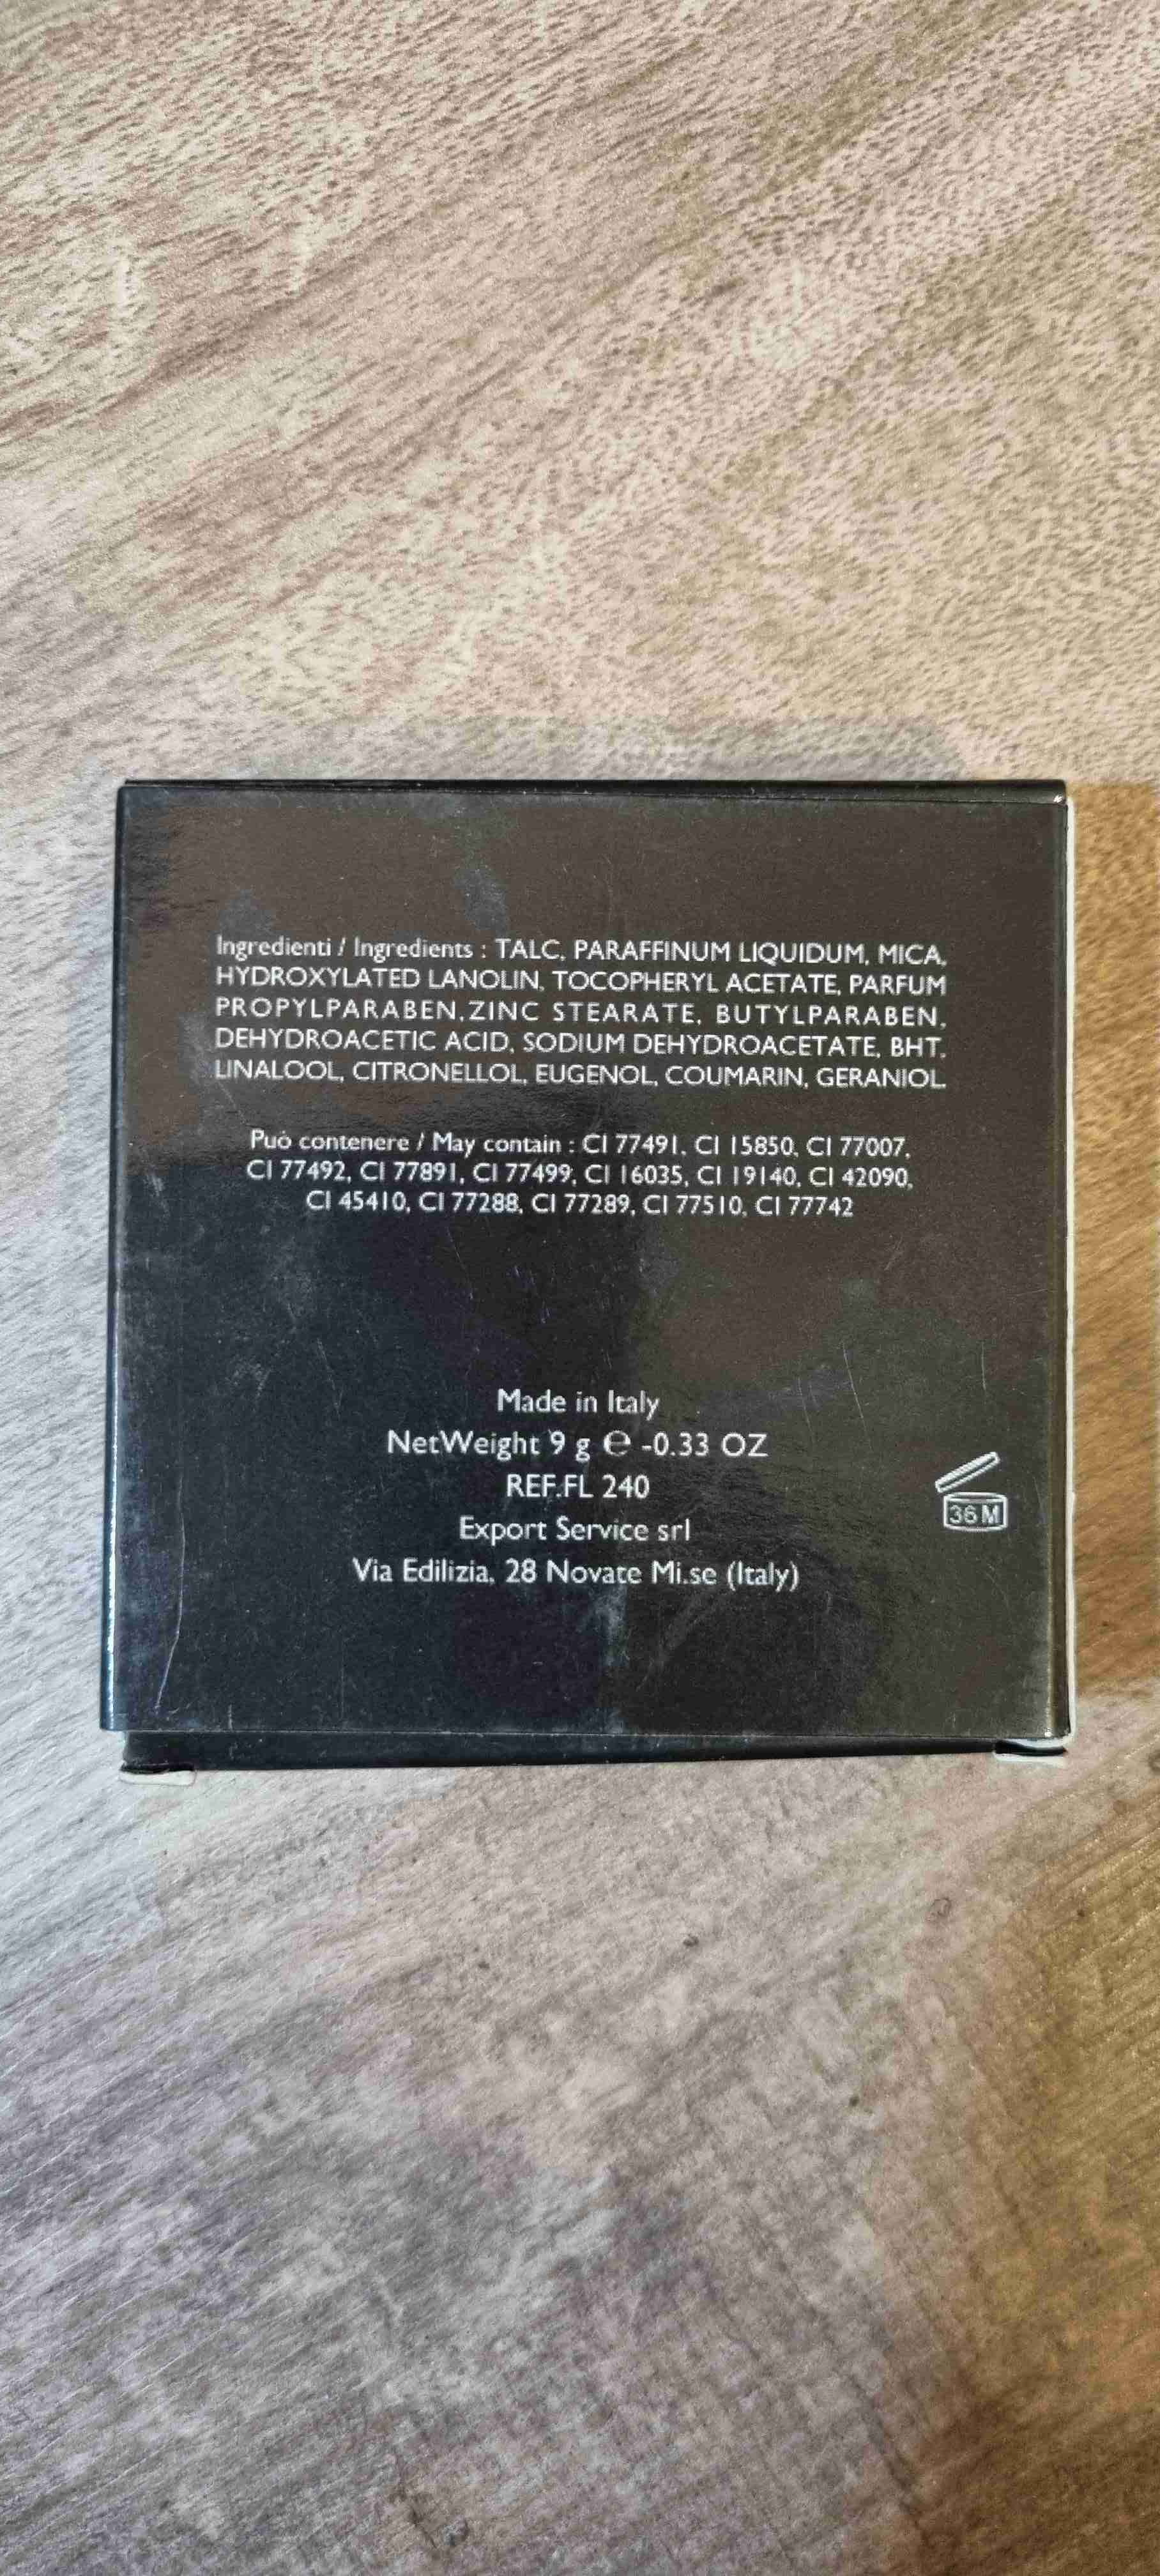 Ingredienti / Ingredients : TALC, PARAFFINUM LIQUIDUM, MICA,
HYDROXYLATED LANOLIN, TOCOPHERYL ACETATE, PARFUM
PROPYLPARABEN, ZINC STEARATE, BUTYLPARABEN,
DEHYDROACETIC ACID, SODIUM DEHYDROACETATE, BHT.
LINALOOL, CITRONELLOL, EUGENOL, COUMARIN, GERANIOL.
Può contenere / May contain : CI 77491, CI 15850, CI 77007,
CI 77492, CI 77891, CI 77499, CI 16035, CI 19140, CI 42090,
CI 45410, CI 77288, CI 77289, CI 77510, CI 77742
Made in Italy
NetWeight 9 g ℮ -0.33 OZ
REF.FL 240
36 M
Export Service srl
Via Edilizia, 28 Novate Mi.se (Italy)